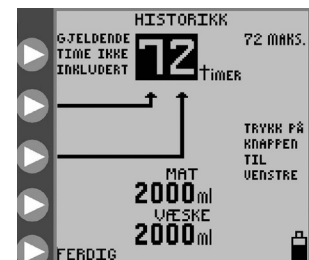 HISTORIKK
GJELDENDE
TIME IKKE
INKLUDERT
72 timer
72 MAKS.
TRYKK PÅ
KNAPPEN
TIL
VENSTRE
MAT
2000ml
VÆSKE
2000ml
FERDIG